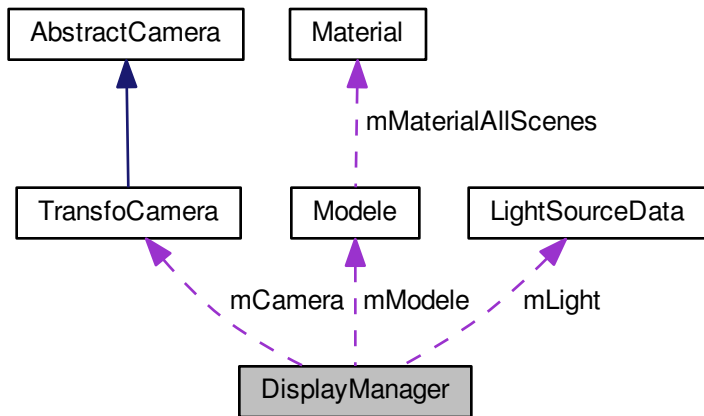 AbstractCamera
Material
mMaterialAllScenes
TransfoCamera
Modele
LightSourceData
mCamera
mModele
mLight
DisplayManager